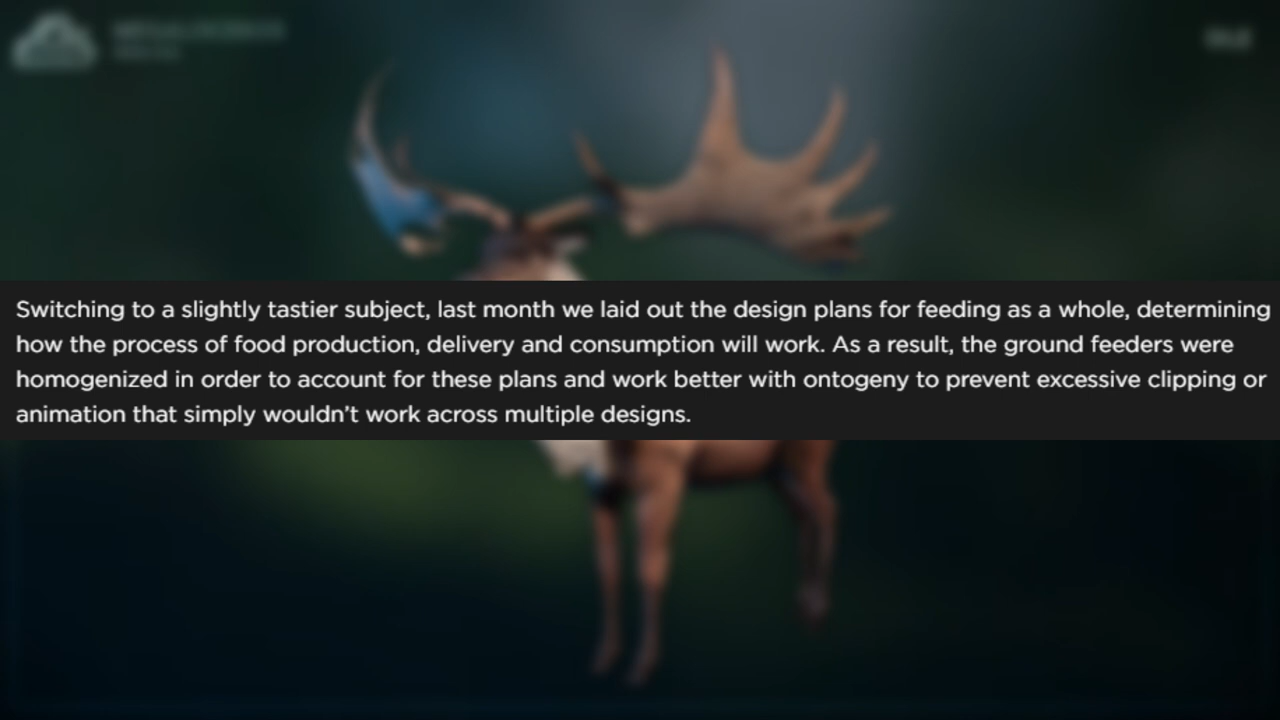 Switching to a slightly tastier subject, last month we laid out the design plans for feeding as a whole, determining
how the process of food production, delivery and consumption will work. As a result, the ground feeders were
homogenized in order to account for these plans and work better with ontogeny to prevent excessive clipping or
animation that simply wouldn’t work across multiple designs.